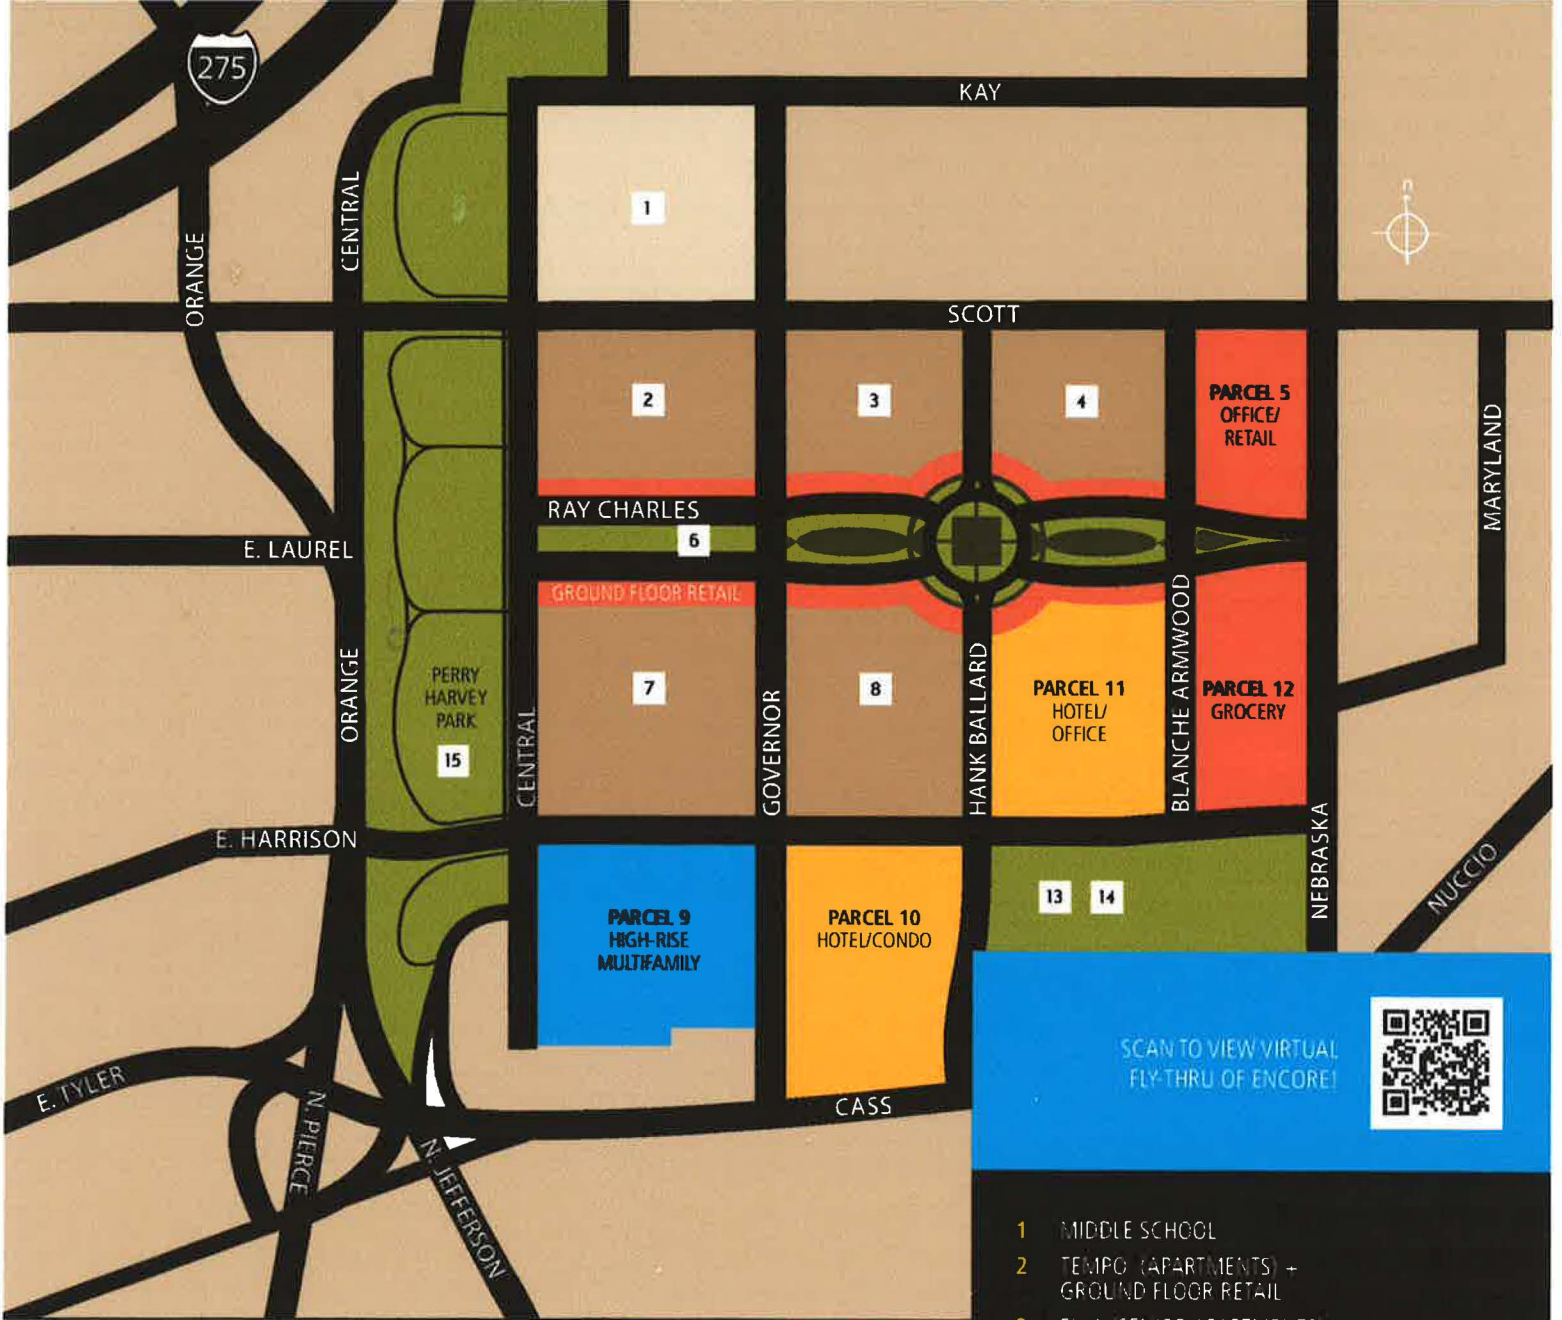 275
KAY
1
n
CENTRAL
ORANGE
SCOTT
2
3
4
PARCEL 5
OFFICE/
RETAIL
MARYLAND
RAY CHARLES
E. LAUREL
6
GROUND FLOOR RETAIL
ORANGE
PERRY
HARVEY
PARK
15
CENTRAL
7
GOVERNOR
8
HANK BALLARD
PARCEL 11
HOTEL/
OFFICE
BLANCHE ARMWOOD
PARCEL 12
GROCERY
E. HARRISON
NEBRASKA
NUCCIO
PARCEL 9
HIGH-RISE
MULTIFAMILY
PARCEL 10
HOTEL/CONDO
13 14
SCAN TO VIEW VIRTUAL
FLY-THRU OF ENCORE!
E. TYLER
N. PIERCE
N. JEFFERSON
CASS
1 MIDDLE SCHOOL
2 TEMPO (APARTMENTS) +
GROUND FLOOR RETAIL